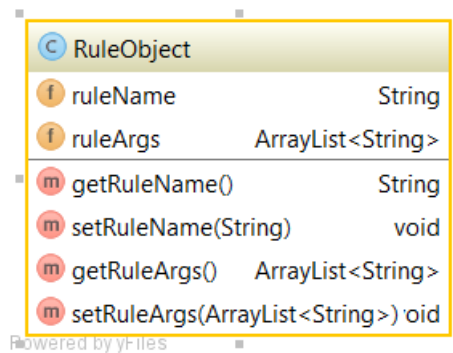 C RuleObject
f ruleName String
f ruleArgs ArrayList<String>
m getRuleName() String
m setRuleName(String) void
m getRuleArgs() ArrayList<String>
m setRuleArgs(ArrayList<String>) void
Powered by yFiles